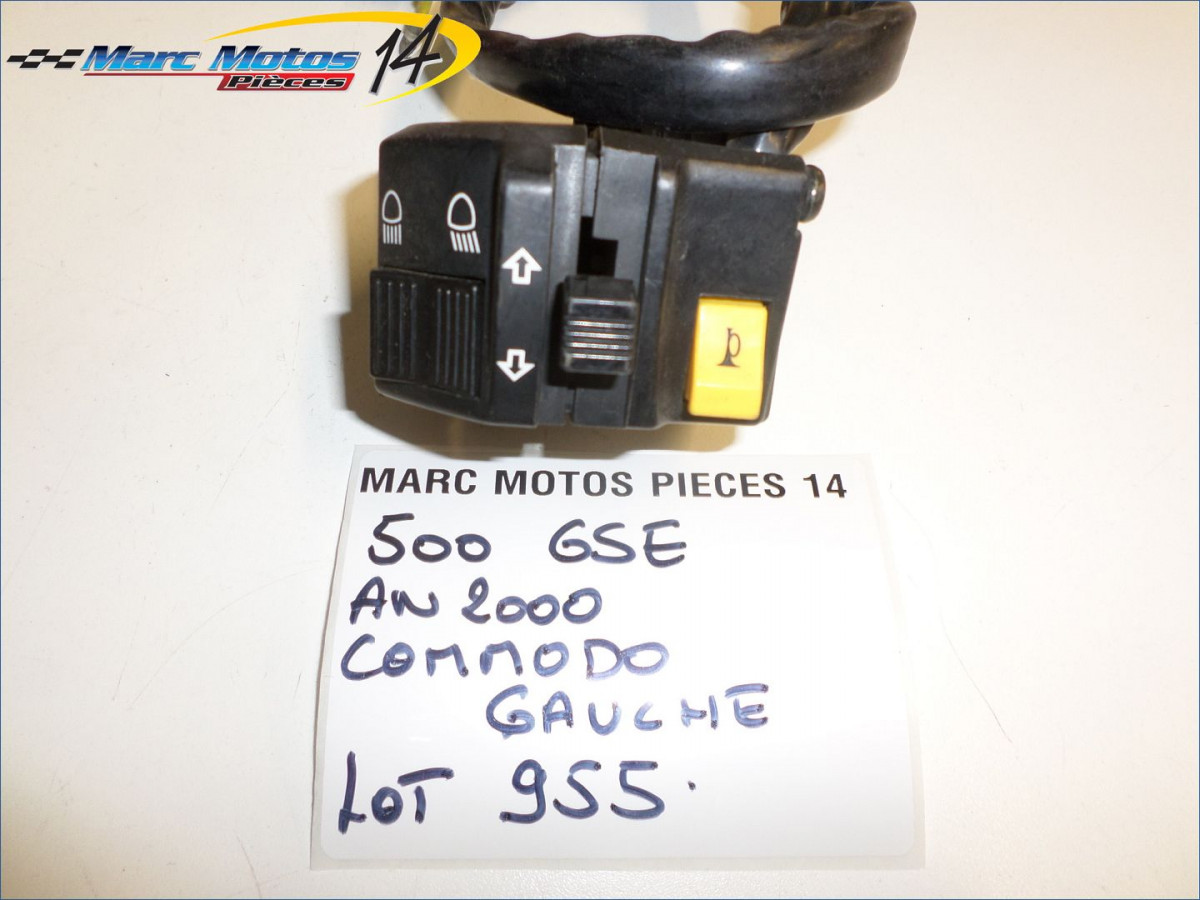 Marc Motos 14
Pièces
MARC MOTOS PIECES 14
500 GSE
AN 2000
COMMODO
GAUCHE
LOT 955.